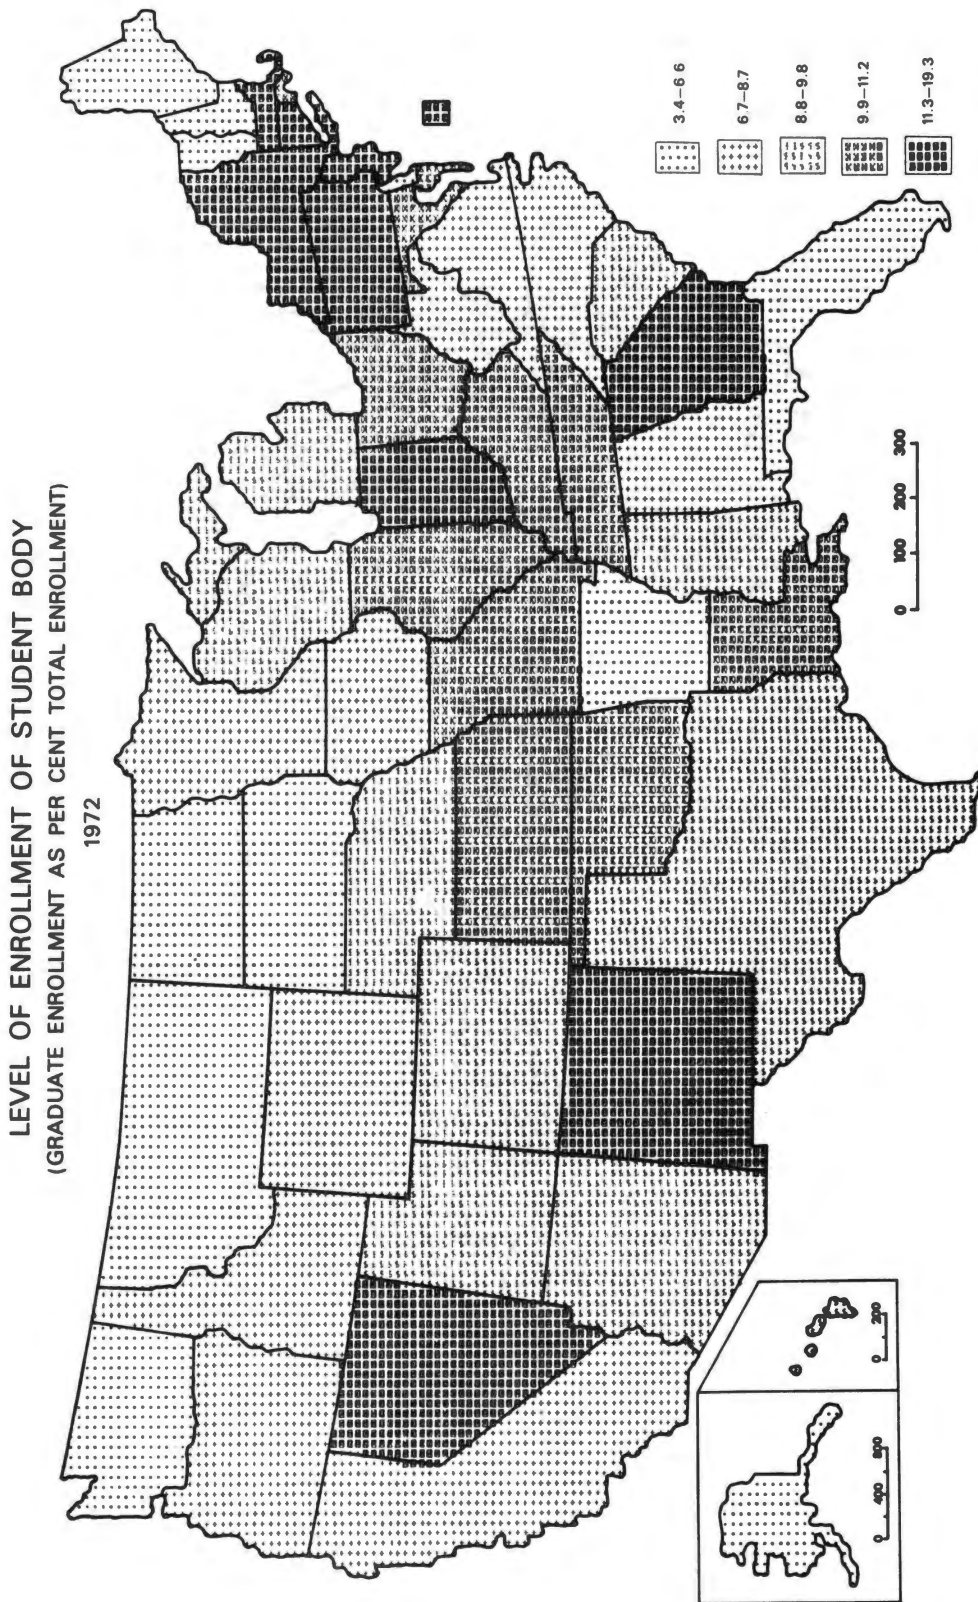 LEVEL OF ENROLLMENT OF STUDENT BODY
(GRADUATE ENROLLMENT AS PER CENT TOTAL ENROLLMENT)
1972
3.4–6 6
6.7–8.7
8.8–9.8
9.9–11.2
11.3–19.3
0 100 200 300
0 400 800
0 200